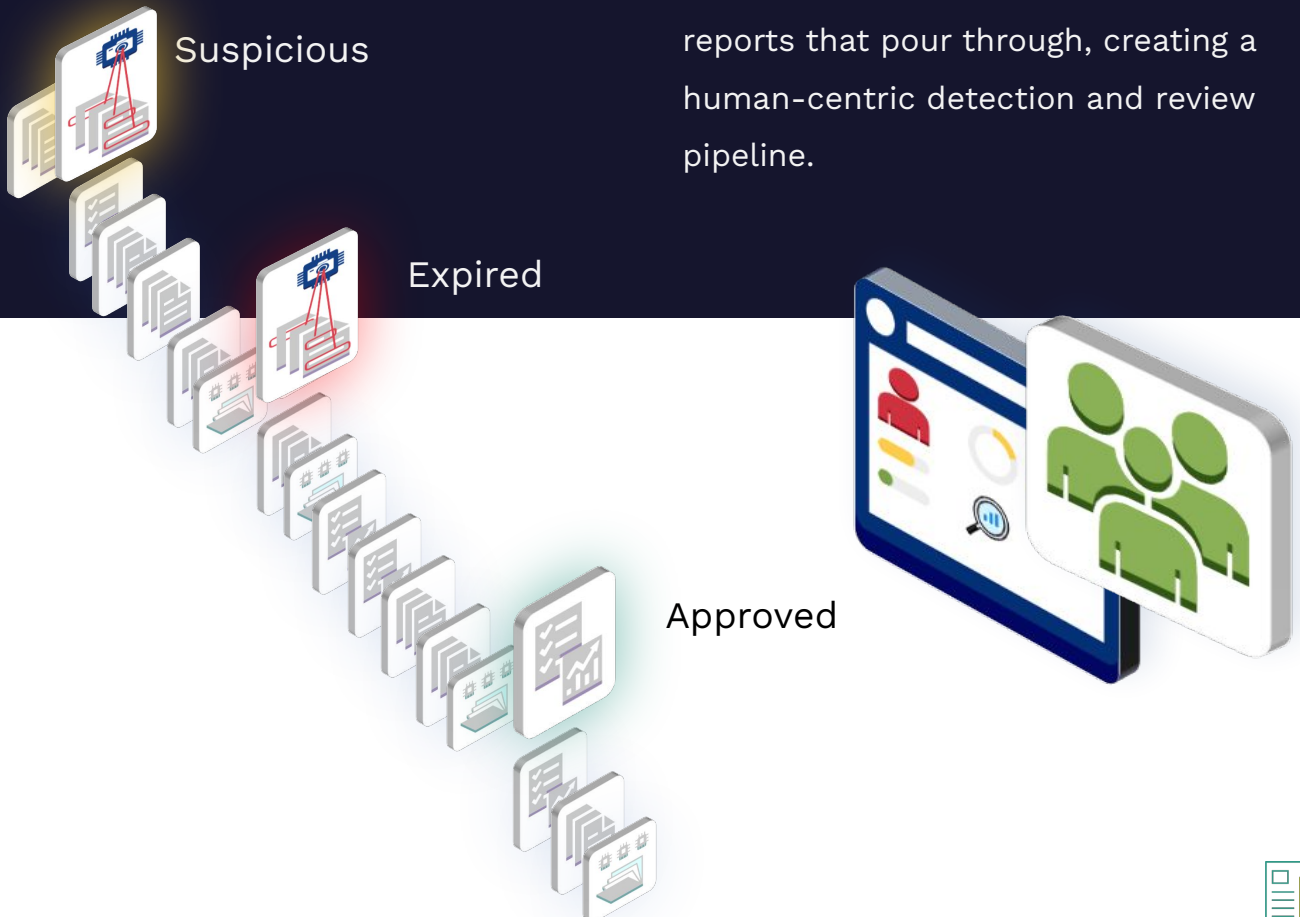 Suspicious
reports that pour through, creating a
human-centric detection and review
pipeline.
Expired
Approved